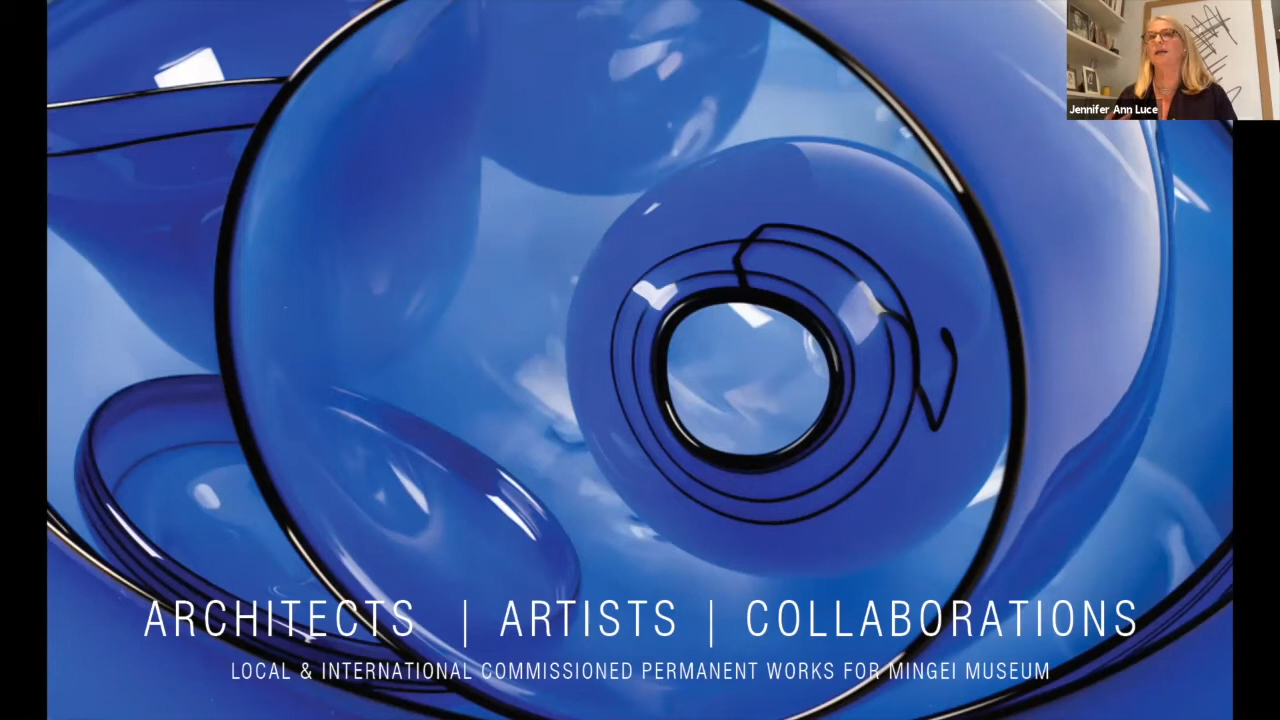 Jennifer Ann Luce
ARCHITECTS | ARTISTS | COLLABORATIONS
LOCAL & INTERNATIONAL COMMISSIONED PERMANENT WORKS FOR MINGEI MUSEUM